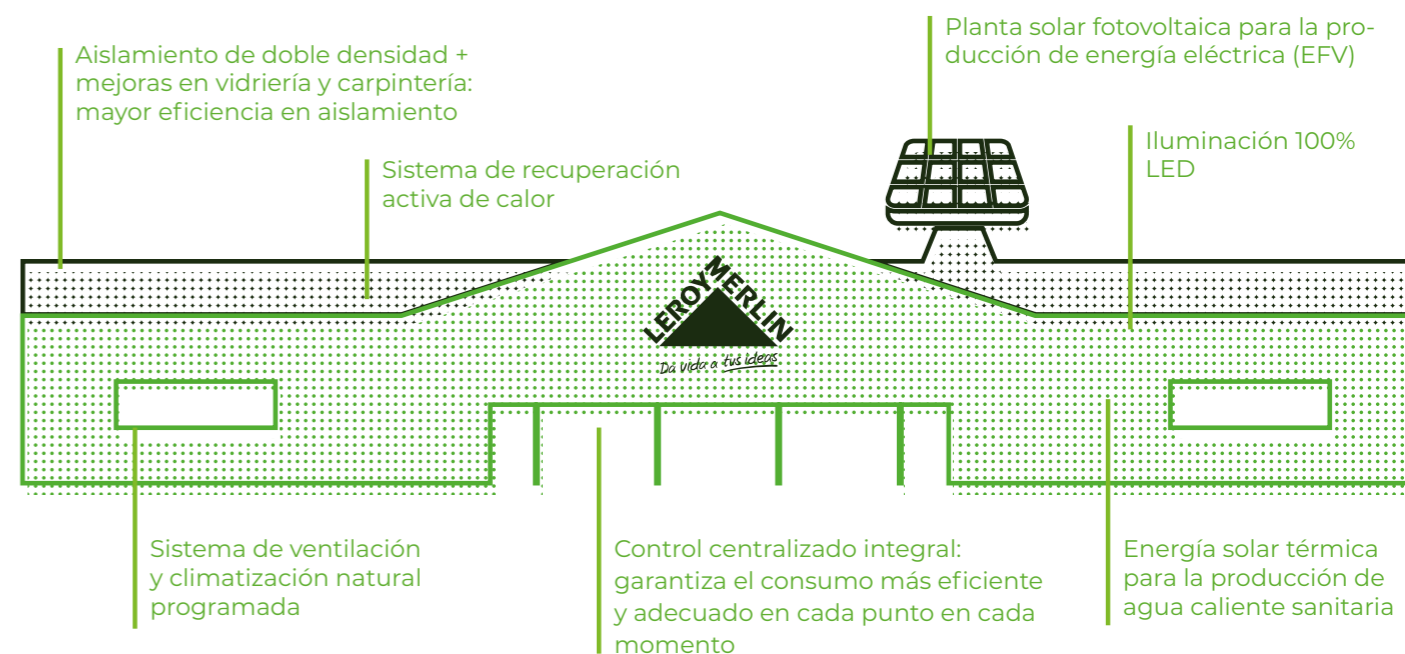 Aislamiento de doble densidad +
mejoras en vidriería y carpintería:
mayor eficiencia en aislamiento
Sistema de recuperación
activa de calor
Planta solar fotovoltaica para la pro-
ducción de energía eléctrica (EFV)
Iluminación 100%
LED
LEROY MERLIN
Da vida a tus ideas
Sistema de ventilación
y climatización natural
programada
Control centralizado integral:
garantiza el consumo más eficiente
y adecuado en cada punto en cada
momento
Energía solar térmica
para la producción de
agua caliente sanitaria